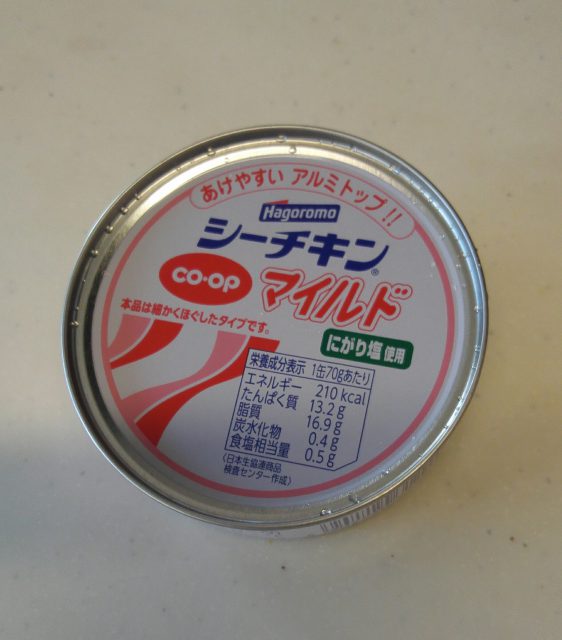 あけやすい アルミトップ!!
Hagoromo
シーチキン®
CO·OP
マイルド
本品は細かくほぐしたタイプです。
にがり塩 使用
栄養成分表示 1缶70gあたり
エネルギー 210 kcal
たんぱく質 13.2 g
脂質 16.9 g
炭水化物 0.4 g
食塩相当量 0.5 g
(日本生協連商品
検査センター作成)